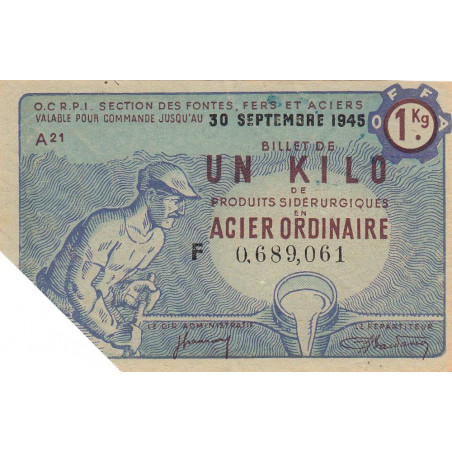 O.C.R.P.I. SECTION DES FONTES, FERS ET ACIERS
VALABLE POUR COMMANDE JUSQU'AU 30 SEPTEMBRE 1945
OFFA
1 Kg
A 21
BILLET DE
UN KILO
DE
PRODUITS SIDÉRURGIQUES
EN
ACIER ORDINAIRE
F 0,689,061
LE DIR ADMINISTRATIF
LE RÉPARTITEUR